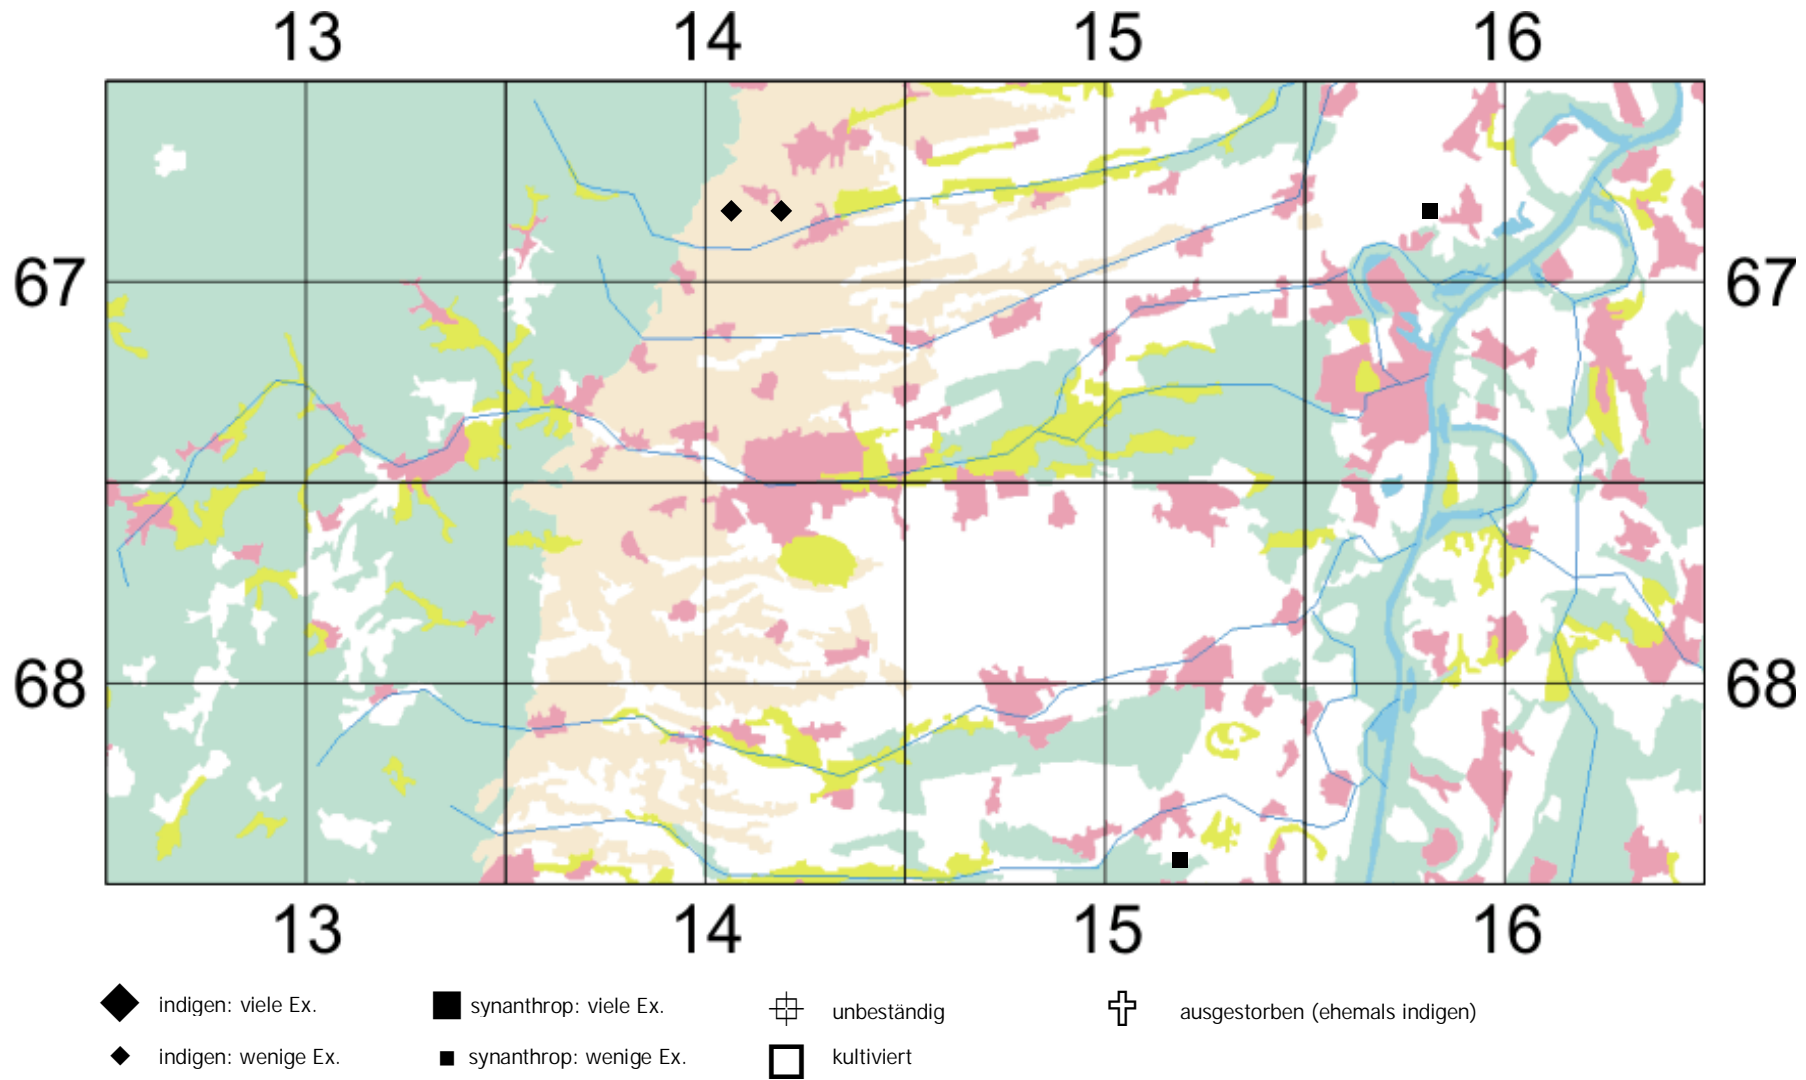 13 14 15 16
67 67
68 68
13 14 15 16
indigen: viele Ex. synanthrop: viele Ex. unbeständig ausgestorben (ehemals indigen)
indigen: wenige Ex. synanthrop: wenige Ex. kultiviert